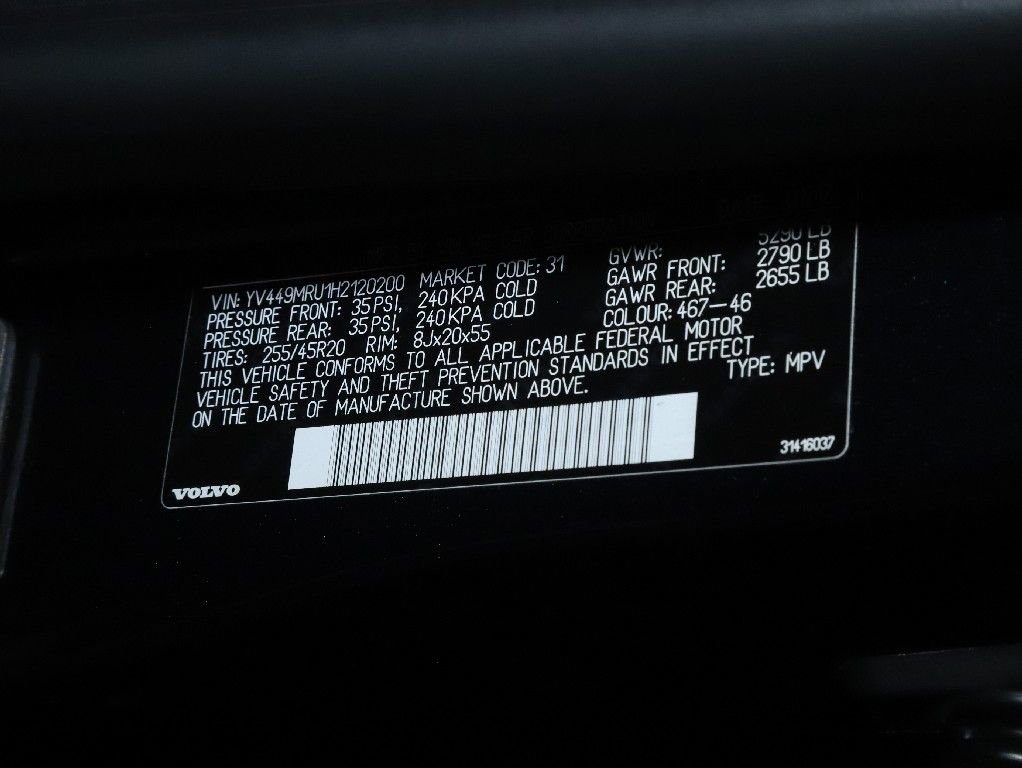 VIN: YV449MRU1H2120200 MARKET CODE: 31 GVWR: 5290 LB
PRESSURE FRONT: 35 PSI, 240 KPA COLD GAWR FRONT: 2790 LB
PRESSURE REAR: 35 PSI, 240 KPA COLD GAWR REAR: 2655 LB
TIRES: 255/45R20 RIM: 8Jx20x55 COLOUR: 467-46
THIS VEHICLE CONFORMS TO ALL APPLICABLE FEDERAL MOTOR
VEHICLE SAFETY AND THEFT PREVENTION STANDARDS IN EFFECT
ON THE DATE OF MANUFACTURE SHOWN ABOVE. TYPE: MPV
31416037
VOLVO